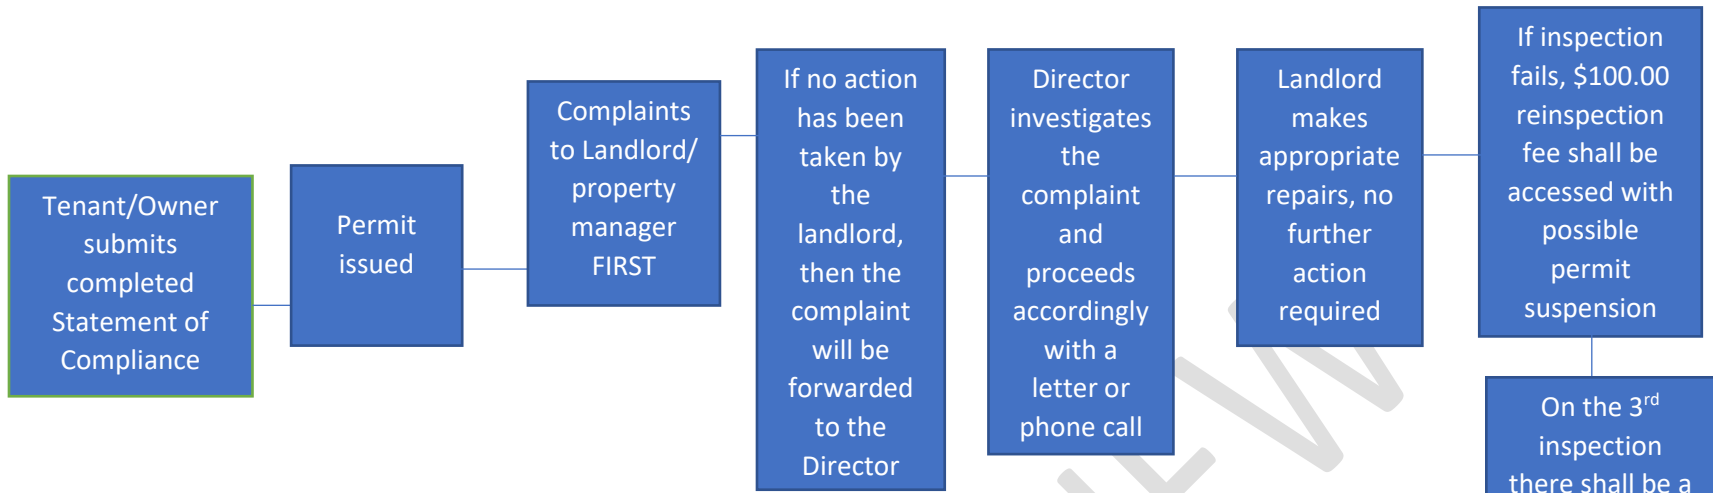 Tenant/Owner
submits
completed
Statement of
Compliance
Permit
issued
Complaints
to Landlord/
property
manager
FIRST
If no action
has been
taken by
the
landlord,
then the
complaint
will be
forwarded
to the
Director
Director
investigates
the
complaint
and
proceeds
accordingly
with a
letter or
phone call
Landlord
makes
appropriate
repairs, no
further
action
required
If inspection
fails, $100.00
reinspection
fee shall be
accessed with
possible
permit
suspension
On the 3rd
inspection
there shall be a